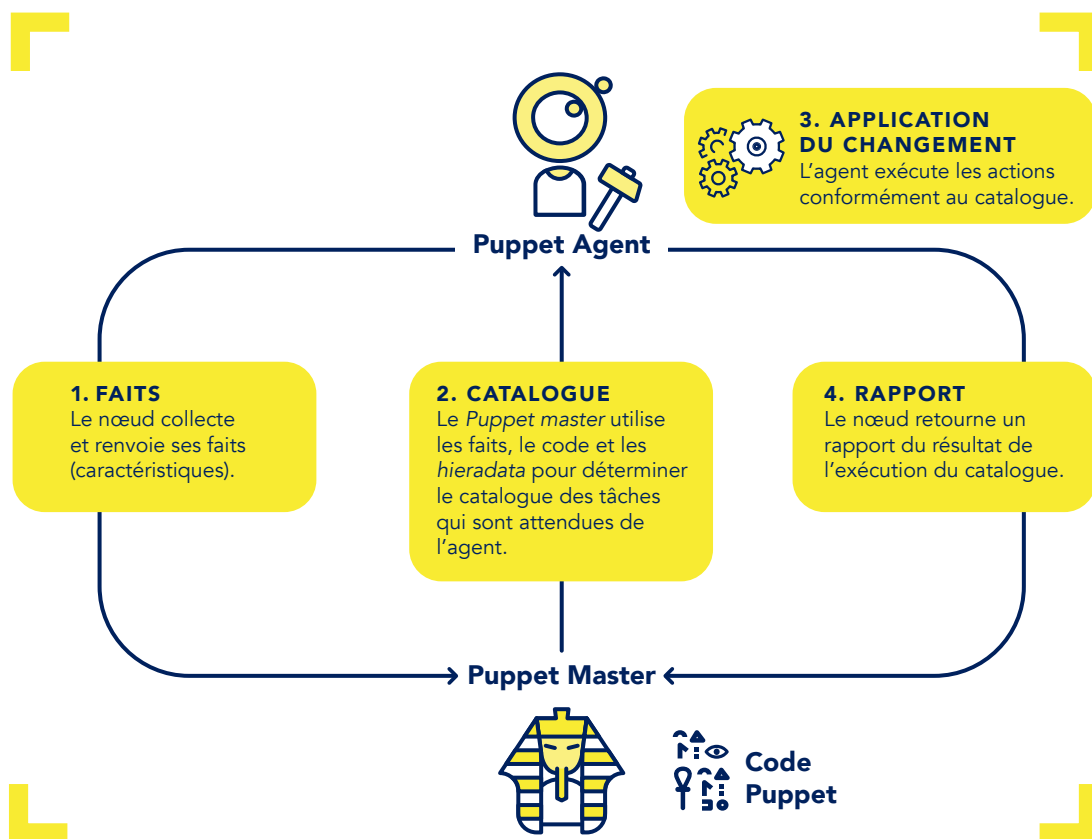 3. APPLICATION
DU CHANGEMENT
L'agent exécute les actions
conformément au catalogue.
Puppet Agent
1. FAITS
Le nœud collecte
et renvoie ses faits
(caractéristiques).
2. CATALOGUE
Le Puppet master utilise
les faits, le code et les
hieradata pour déterminer
le catalogue des tâches
qui sont attendues de
l'agent.
4. RAPPORT
Le nœud retourne un
rapport du résultat de
l'exécution du catalogue.
Puppet Master
Code
Puppet